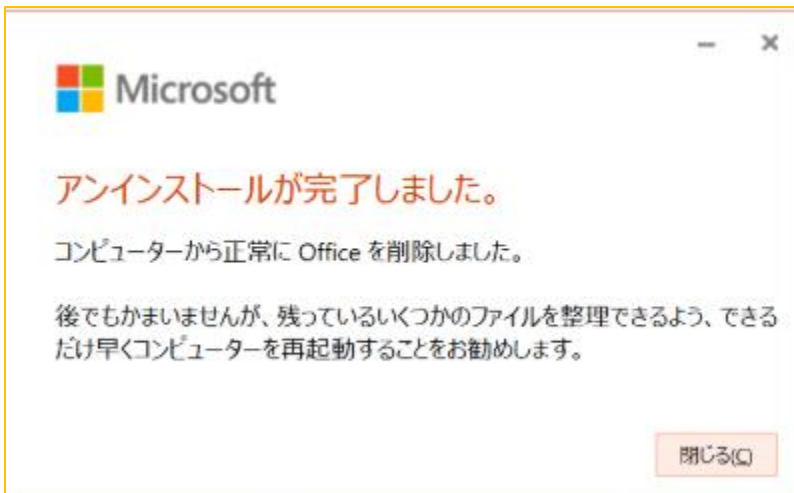 Microsoft
アンインストールが完了しました。
コンピューターから正常に Office を削除しました。
後でもかまいませんが、残っているいくつかのファイルを整理できるよう、できる
だけ早くコンピューターを再起動することをお勧めします。
閉じる(C)